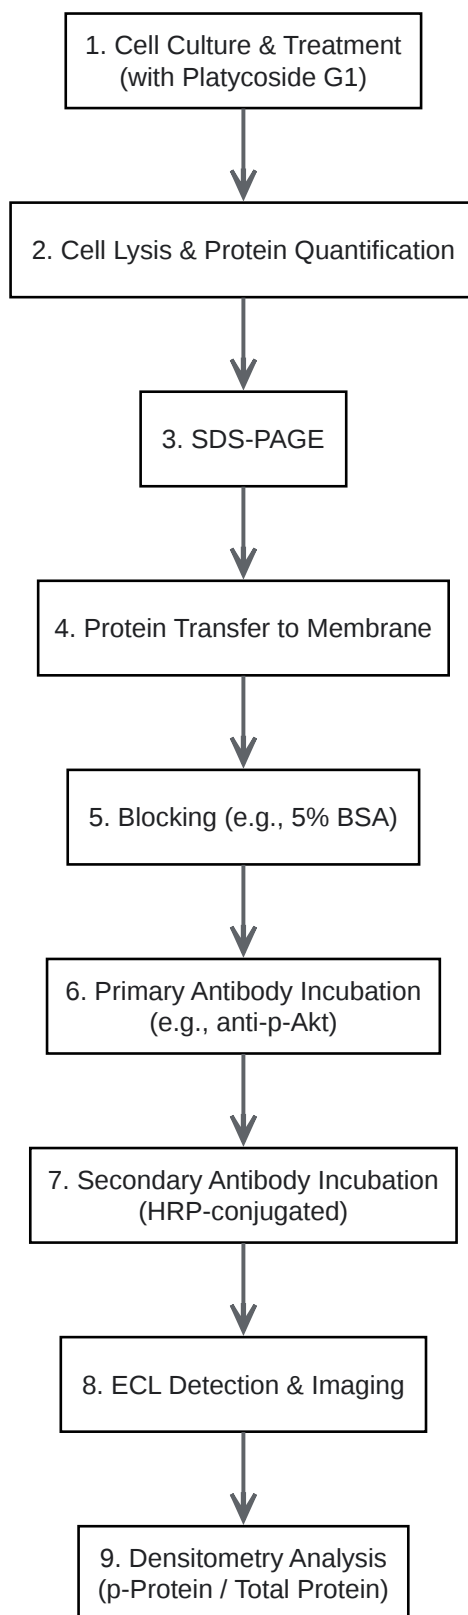 1. Cell Culture & Treatment
(with Platycoside G1)
2. Cell Lysis & Protein Quantification
3. SDS-PAGE
4. Protein Transfer to Membrane
5. Blocking (e.g., 5% BSA)
6. Primary Antibody Incubation
(e.g., anti-p-Akt)
7. Secondary Antibody Incubation
(HRP-conjugated)
8. ECL Detection & Imaging
9. Densitometry Analysis
(p-Protein / Total Protein)